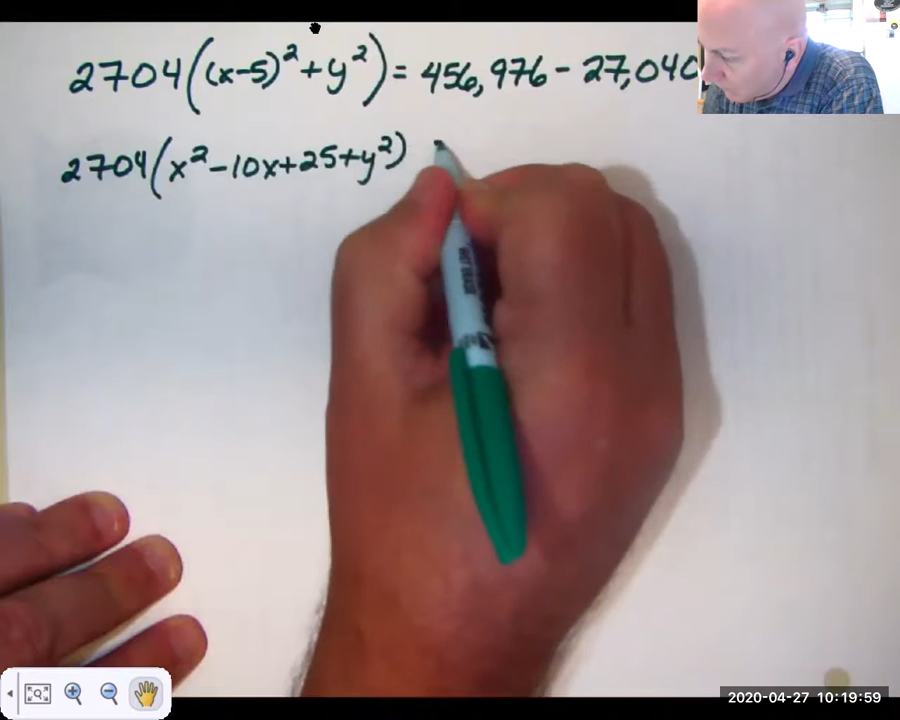 2704((x-5)² + y²) = 456,976 - 27,040
2704(x² - 10x + 25 + y²)
2020-04-27 10:19:59